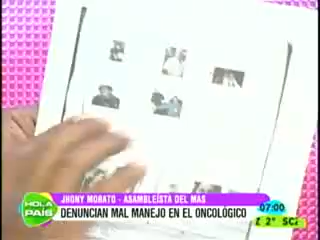 JHONY MORATO - ASAMBLEÍSTA DEL MAS
HOLA PAÍS
DENUNCIAN MAL MANEJO EN EL ONCOLÓGICO
07:00
Z 2° SCZ